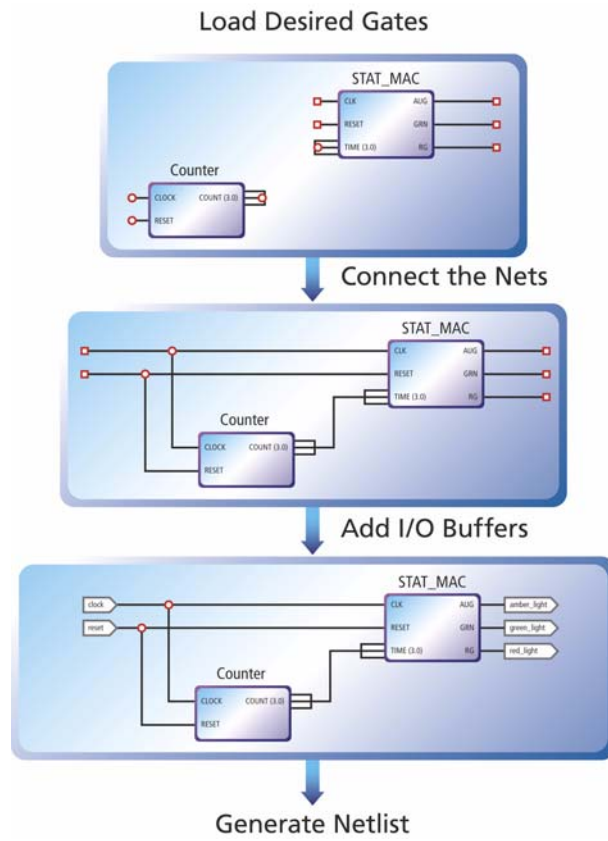 Load Desired Gates
STAT_MAC
CLK AUG
RESET GRN
TIME (3.0) RG
Counter
CLOCK COUNT (3.0)
RESET
Connect the Nets
STAT_MAC
CLK AUG
RESET GRN
TIME (3.0) RG
Counter
CLOCK COUNT (3.0)
RESET
Add I/O Buffers
STAT_MAC
clock CLK AUG amber_light
reset RESET GRN green_light
TIME (3.0) RG red_light
Counter
CLOCK COUNT (3.0)
RESET
Generate Netlist